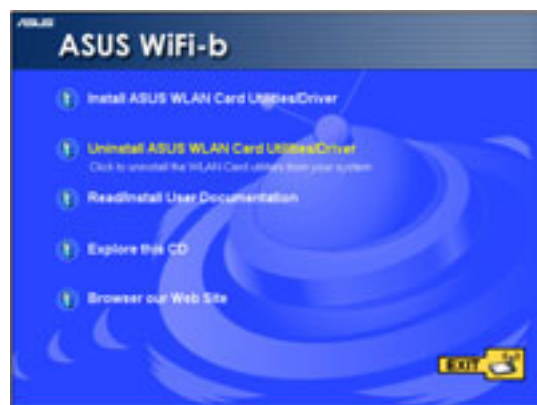 ASUS
ASUS WiFi-b
Install ASUS WLAN Card Utilities/Driver
Uninstall ASUS WLAN Card Utilities/Driver
Click to uninstall the WLAN Card utilities from your system
Read/Install User Documentation
Explore this CD
Browser our Web Site
EXIT